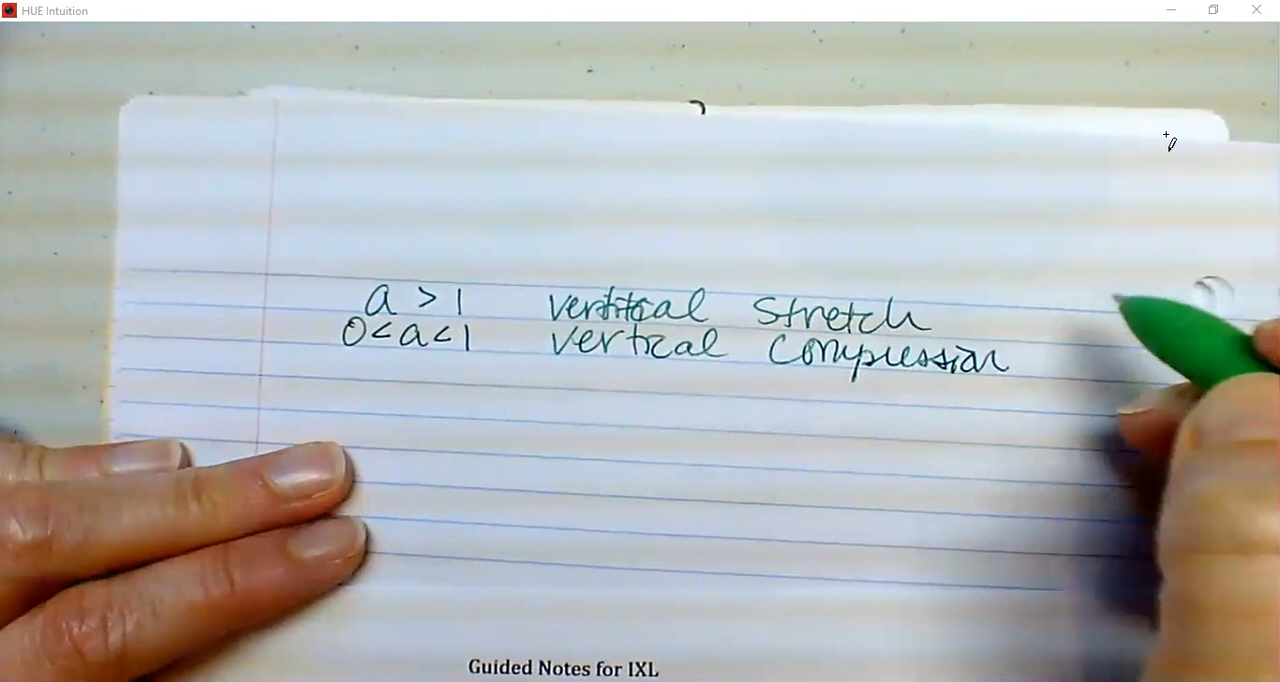 HUE Intuition
a > 1 vertical stretch
0 < a < 1 vertical compression
Guided Notes for IXL